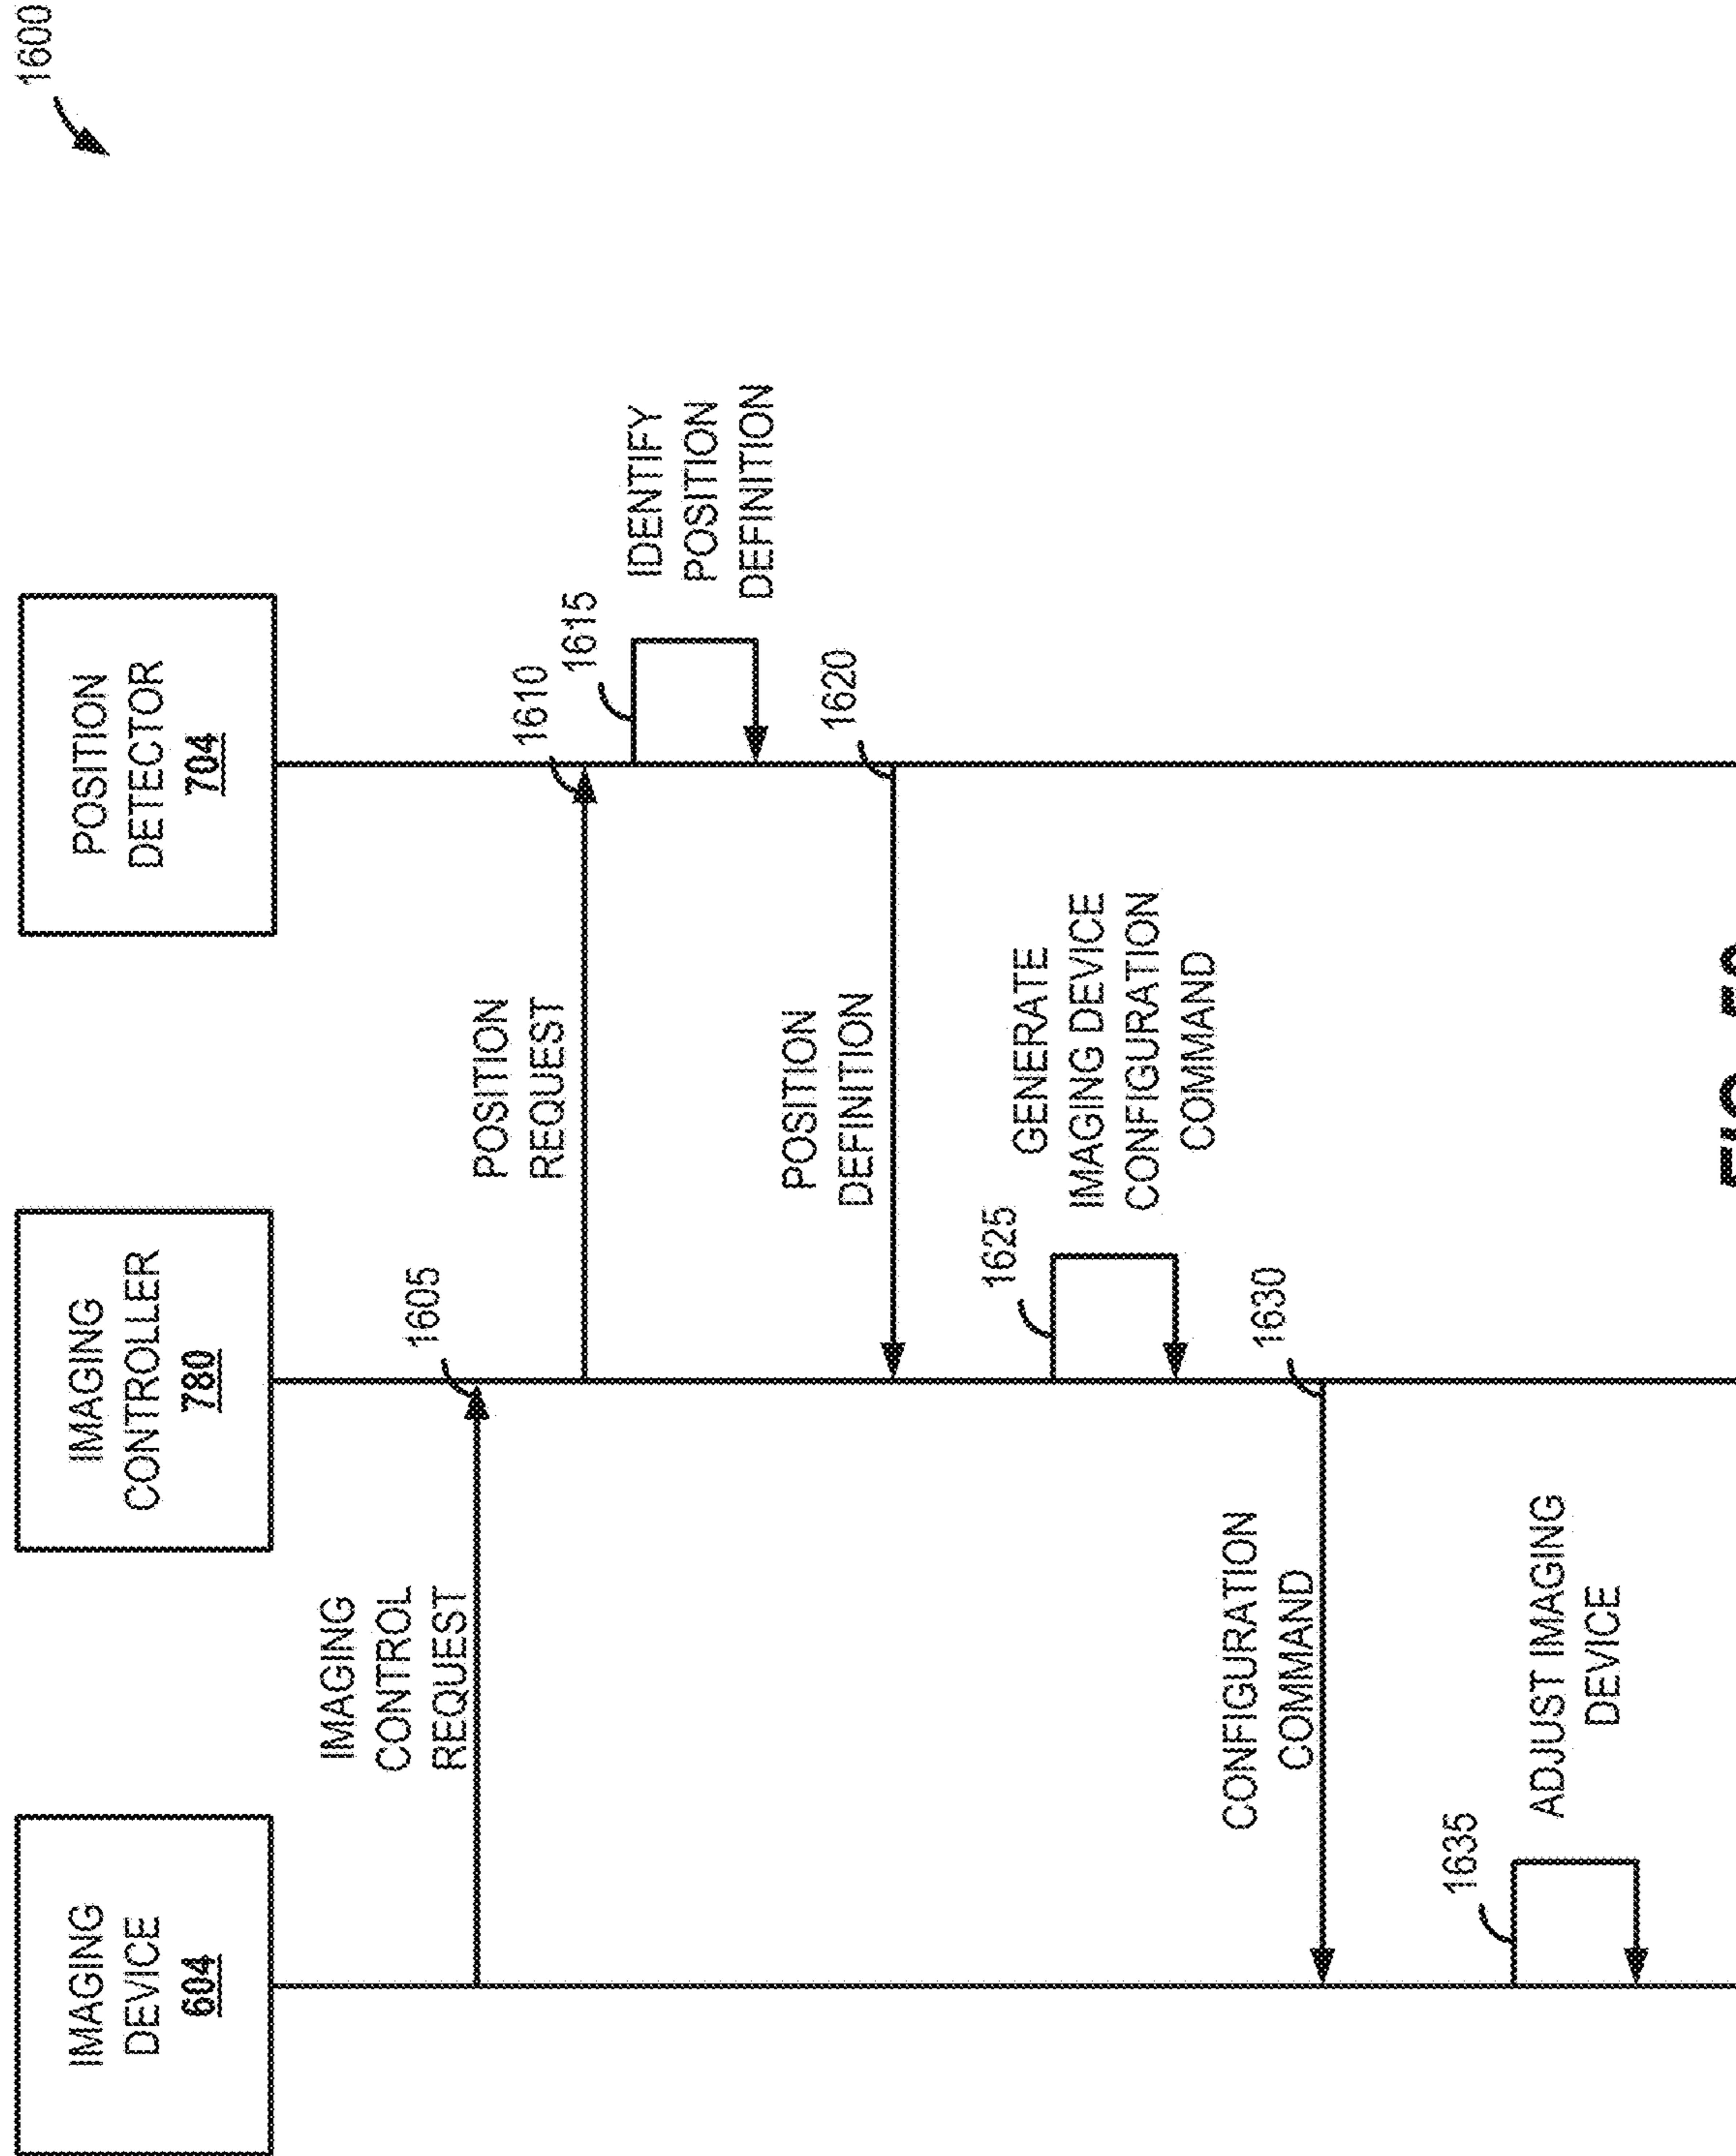 1600
IMAGING
DEVICE
604
IMAGING
CONTROLLER
780
POSITION
DETECTOR
704
IMAGING
CONTROL
REQUEST
1605
POSITION
REQUEST
1610
1615
IDENTIFY
POSITION
DEFINITION
POSITION
DEFINITION
1620
1625
GENERATE
IMAGING DEVICE
CONFIGURATION
COMMAND
CONFIGURATION
COMMAND
1630
1635
ADJUST IMAGING
DEVICE